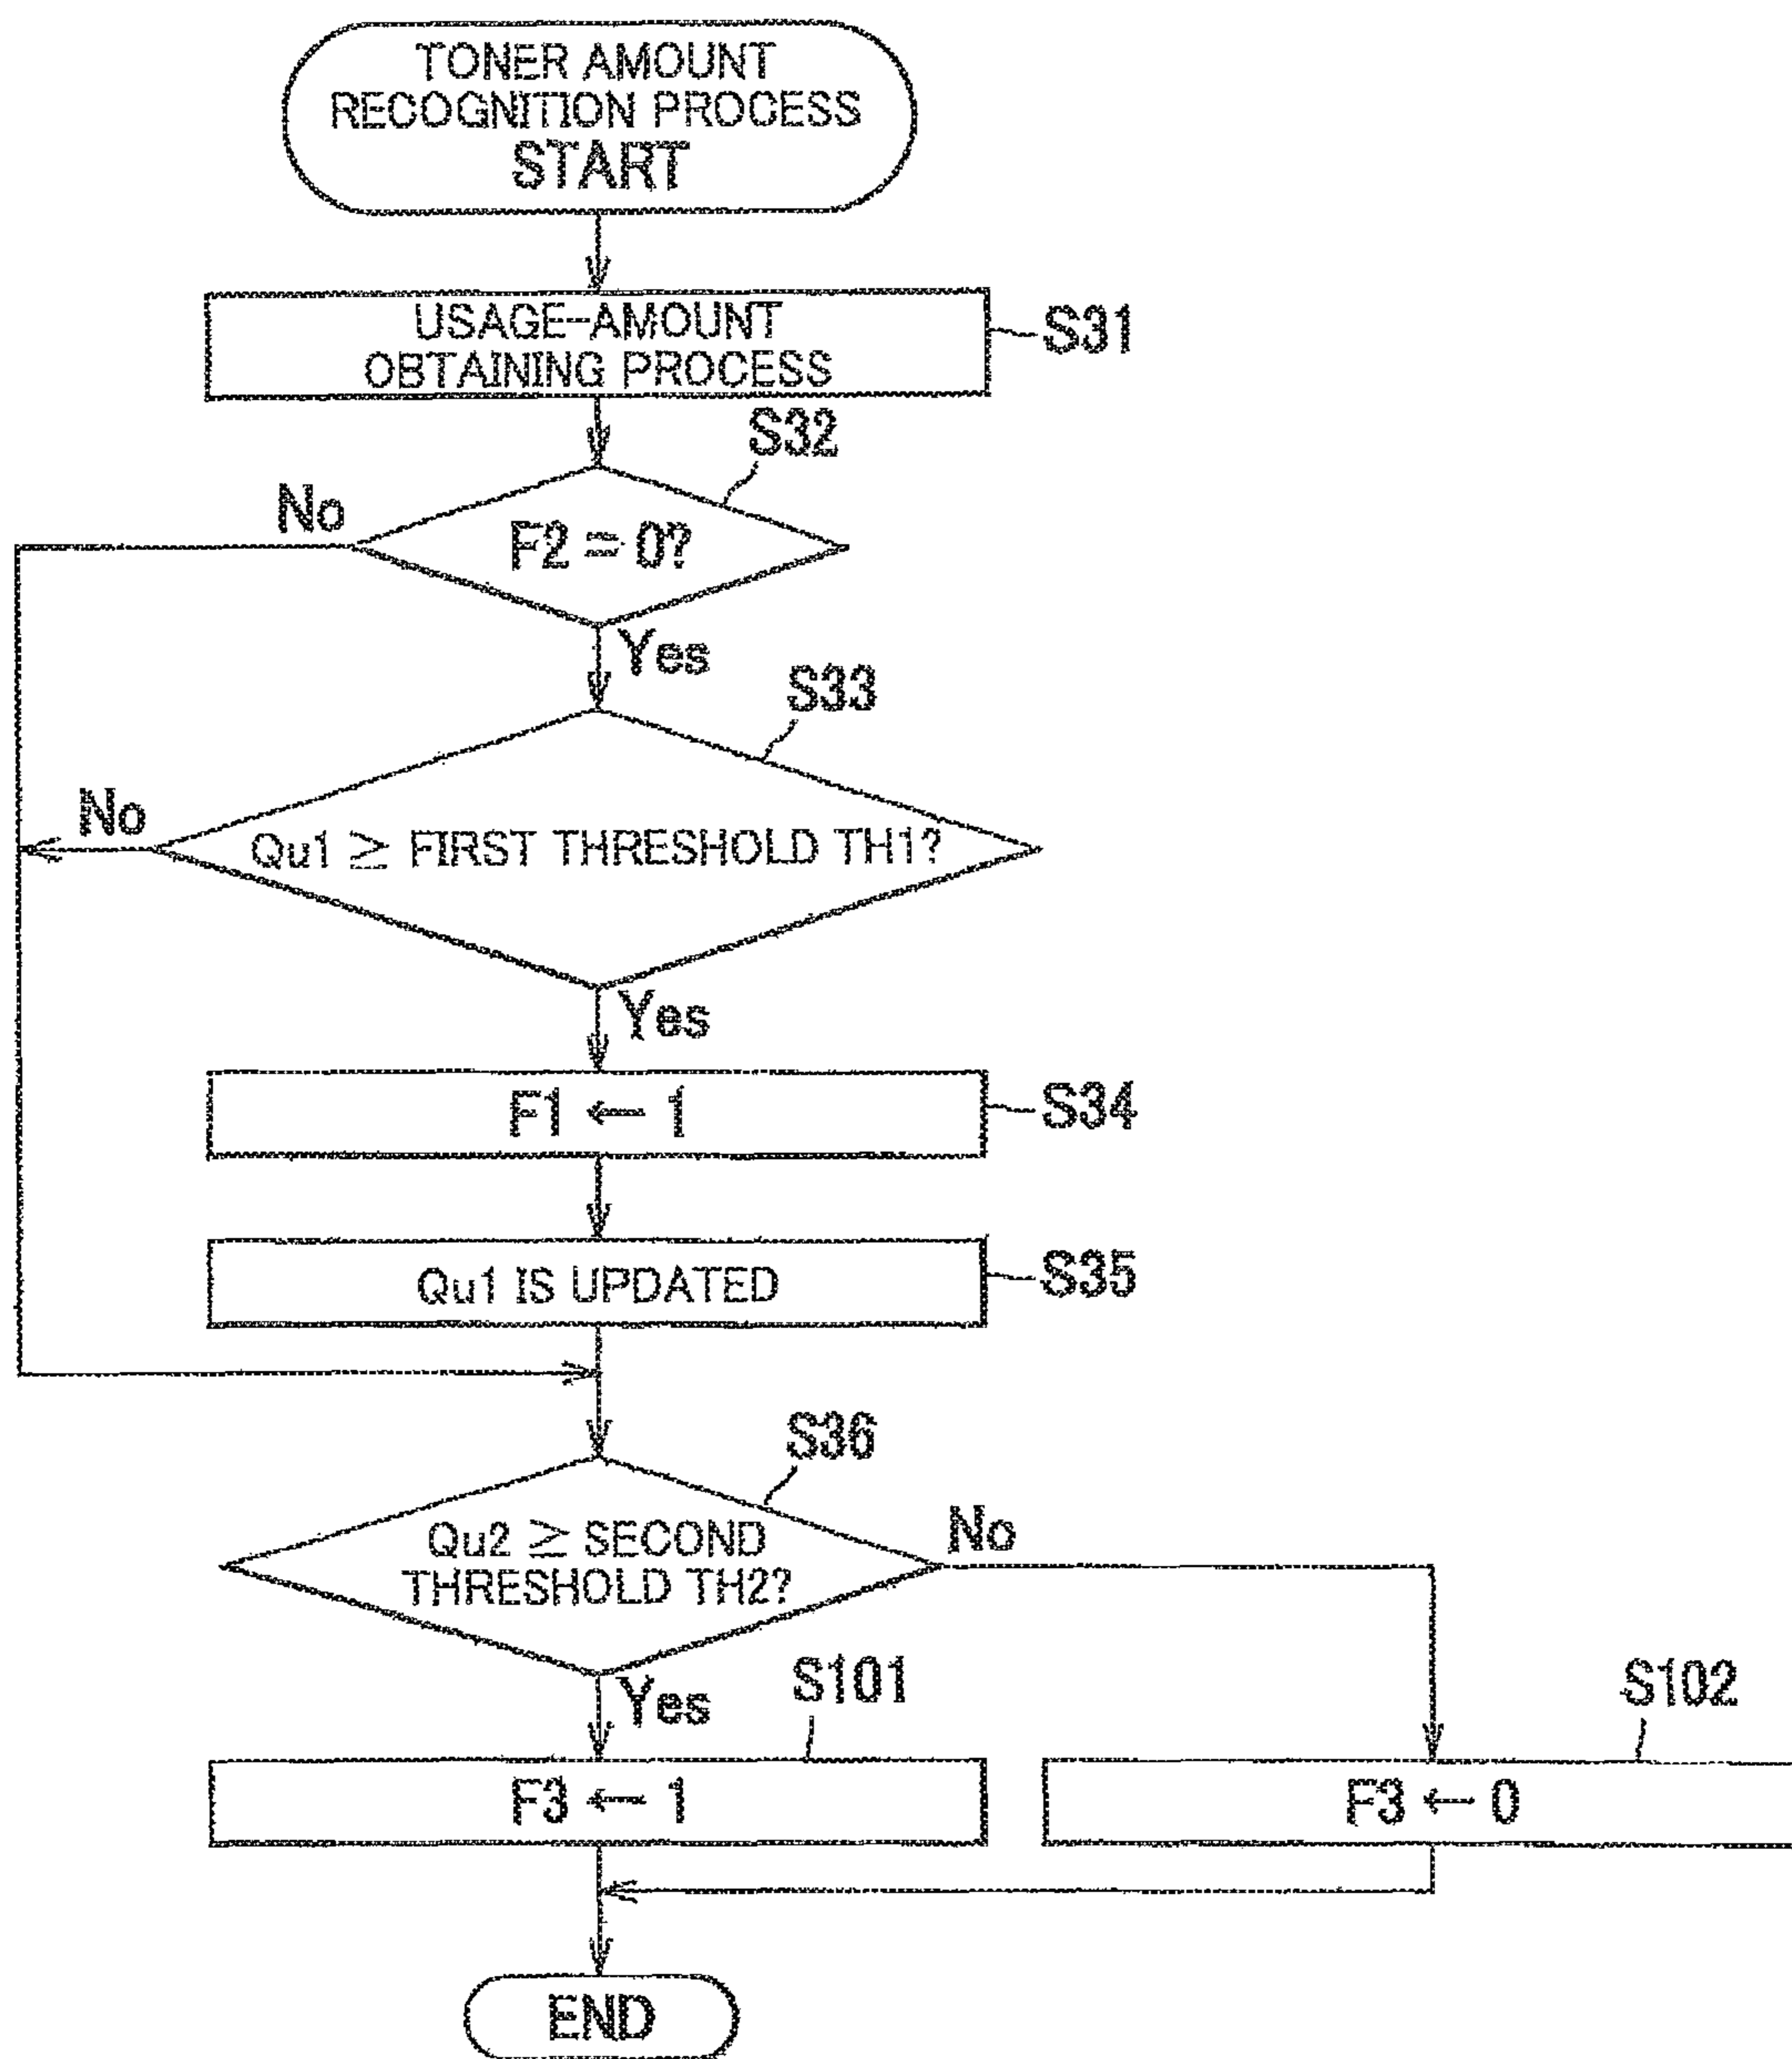 TONER AMOUNT
RECOGNITION PROCESS
START
USAGE-AMOUNT
OBTAINING PROCESS
S31
S32
No
F2 = 0?
Yes
S33
No
Qu1 ≧ FIRST THRESHOLD TH1?
Yes
F1 ← 1
S34
Qu1 IS UPDATED
S35
S36
Qu2 ≧ SECOND
THRESHOLD TH2?
No
Yes
S101
S102
F3 ← 1
F3 ← 0
END